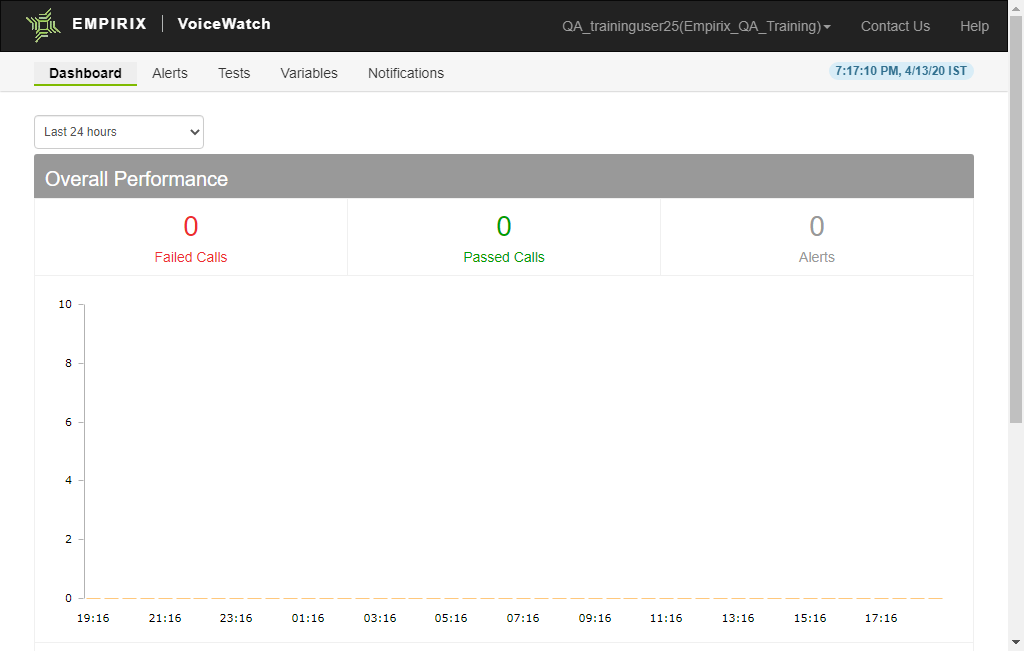 EMPIRIX | VoiceWatch
QA_traininguser25(Empirix_QA_Training)
Contact Us
Help
Dashboard
Alerts
Tests
Variables
Notifications
7:17:10 PM, 4/13/20 IST
Last 24 hours
Overall Performance
0
Failed Calls
0
Passed Calls
0
Alerts
10
8
6
4
2
0
19:16 21:16 23:16 01:16 03:16 05:16 07:16 09:16 11:16 13:16 15:16 17:16